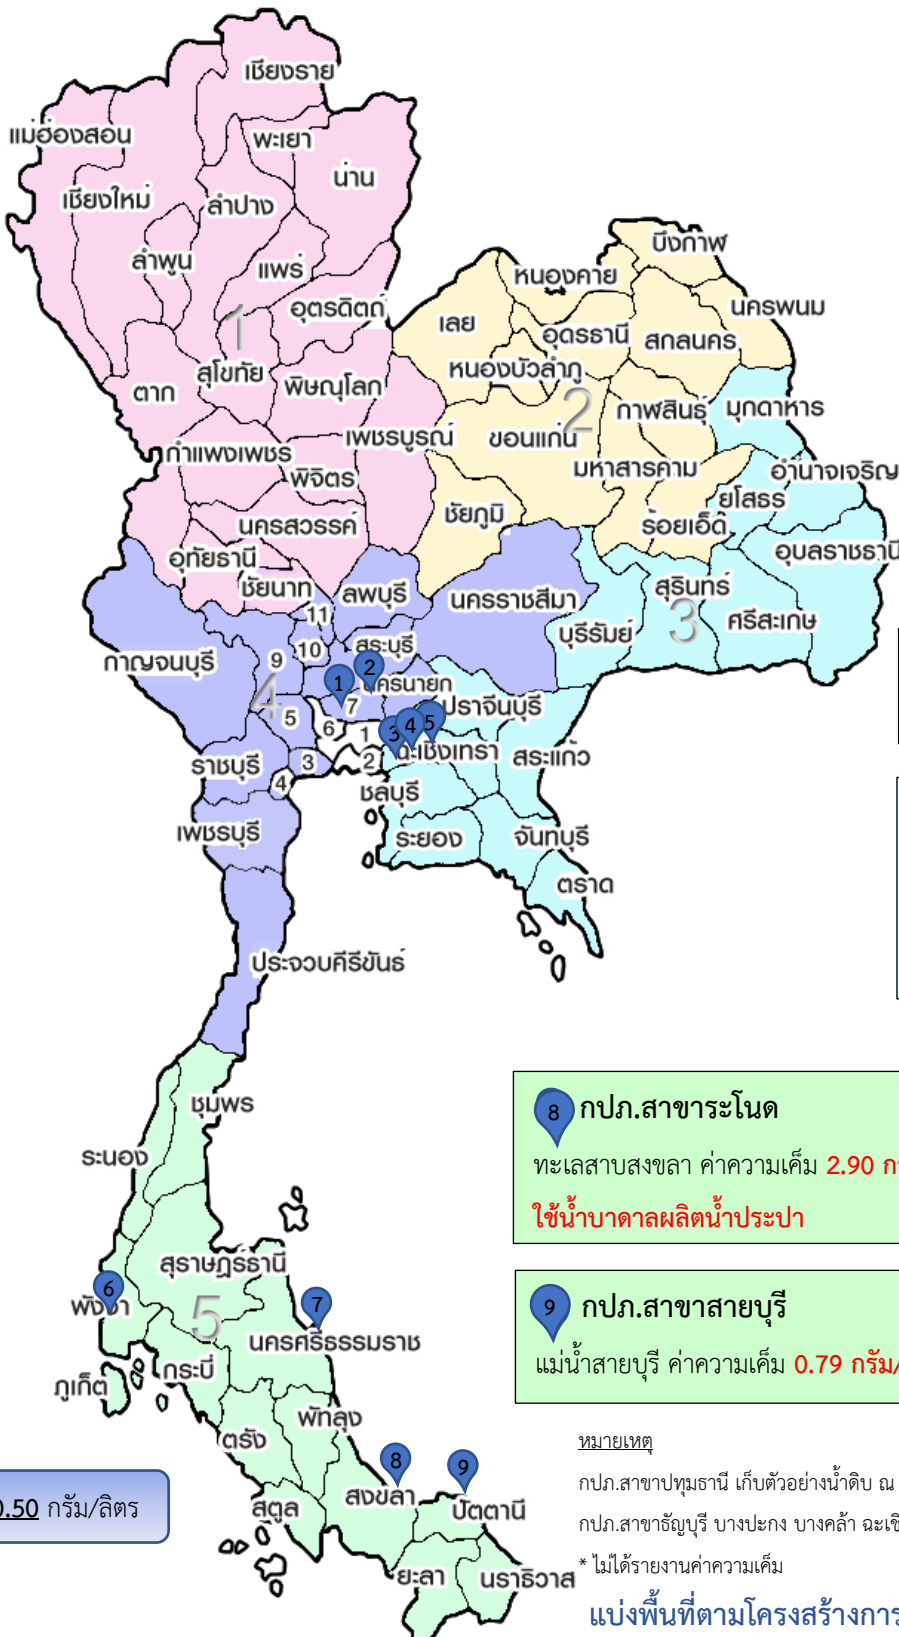 เชียงราย
แม่ฮ่องสอน
พะเยา
น่าน
เชียงใหม่
ลำปาง
ลำพูน
แพร่
อุตรดิตถ์
1
สุโขทัย
ตาก
พิษณุโลก
กำแพงเพชร
เพชรบูรณ์
พิจิตร
นครสวรรค์
อุทัยธานี
ชัยนาท
บึงกาฬ
หนองคาย
เลย
อุดรธานี
สกลนคร
นครพนม
หนองบัวลำภู
2
ขอนแก่น
กาฬสินธุ์
มุกดาหาร
มหาสารคาม
อำนาจเจริญ
ชัยภูมิ
ร้อยเอ็ด
ยโสธร
อุบลราชธานี
สุรินทร์
3
ศรีสะเกษ
บุรีรัมย์
นครราชสีมา
ลพบุรี
11
สระบุรี
10
9
กาญจนบุรี
4
1
2
นครนายก
7
5
6
1
ปราจีนบุรี
3
4
5
ฉะเชิงเทรา
สระแก้ว
ราชบุรี
3
2
4
ชลบุรี
เพชรบุรี
ระยอง
จันทบุรี
ตราด
ประจวบคีรีขันธ์
ชุมพร
ระนอง
สุราษฎร์ธานี
6
พังงา
5
7
นครศรีธรรมราช
กระบี่
ภูเก็ต
ตรัง
พัทลุง
8
9
สงขลา
ปัตตานี
สตูล
ยะลา
นราธิวาส
8 กปภ.สาขาระโนด
ทะเลสาบสงขลา ค่าความเค็ม 2.90
ใช้น้ำบาดาลผลิตน้ำประปา
9 กปภ.สาขาสายบุรี
แม่น้ำสายบุรี ค่าความเค็ม 0.79 กรัม/
0.50 กรัม/ลิตร
หมายเหตุ
กปภ.สาขาปทุมธานี เก็บตัวอย่างน้ำดิบ ณ
กปภ.สาขาธัญบุรี บางปะกง บางคล้า
* ไม่ได้รายงานค่าความเค็ม
แบ่งพื้นที่ตามโครงสร้าง